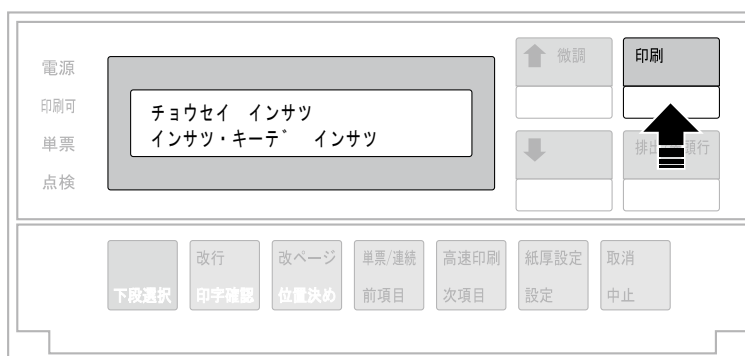 電源
印刷可
単票
点検
チョウセイ インサツ
インサツ・キーデ インサツ
微調
印刷
排出 頭行
下段選択
改行
印字確認
改ページ
位置決め
単票/連続
前項目
高速印刷
次項目
紙厚設定
設定
取消
中止